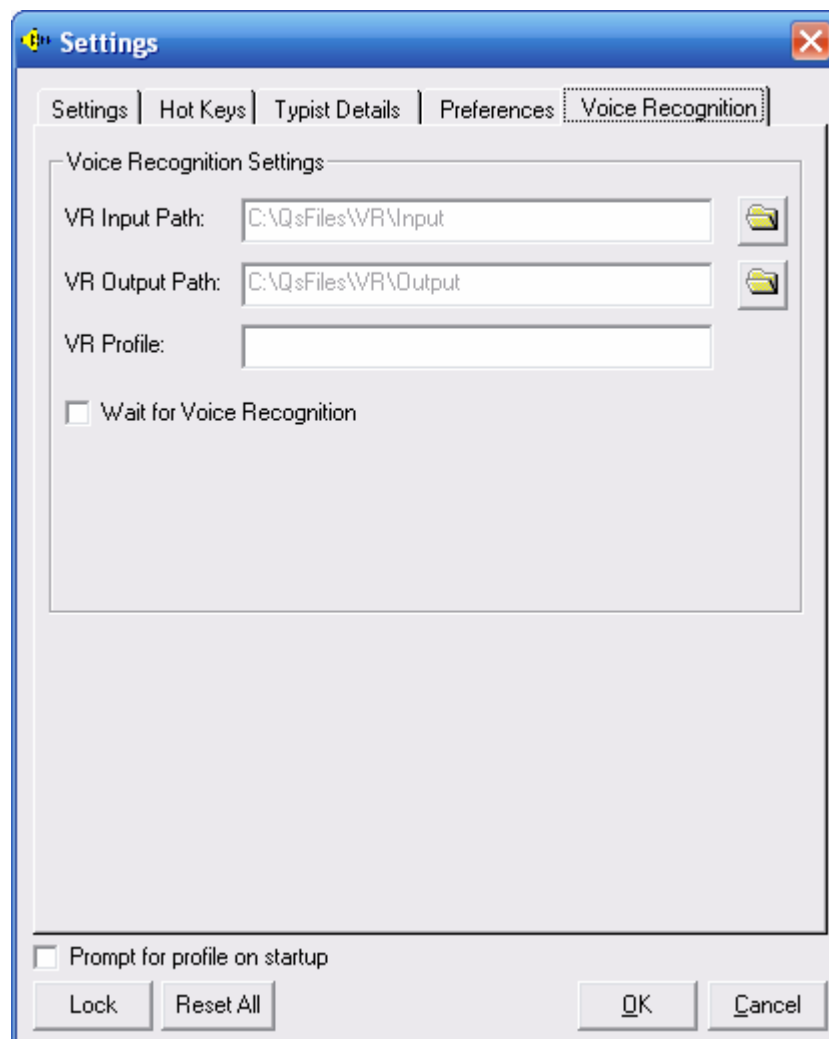 Settings
Settings Hot Keys Typist Details Preferences Voice Recognition
Voice Recognition Settings
VR Input Path: C:\QsFiles\VR\Input
VR Output Path: C:\QsFiles\VR\Output
VR Profile:
Wait for Voice Recognition
Prompt for profile on startup
Lock Reset All OK Cancel